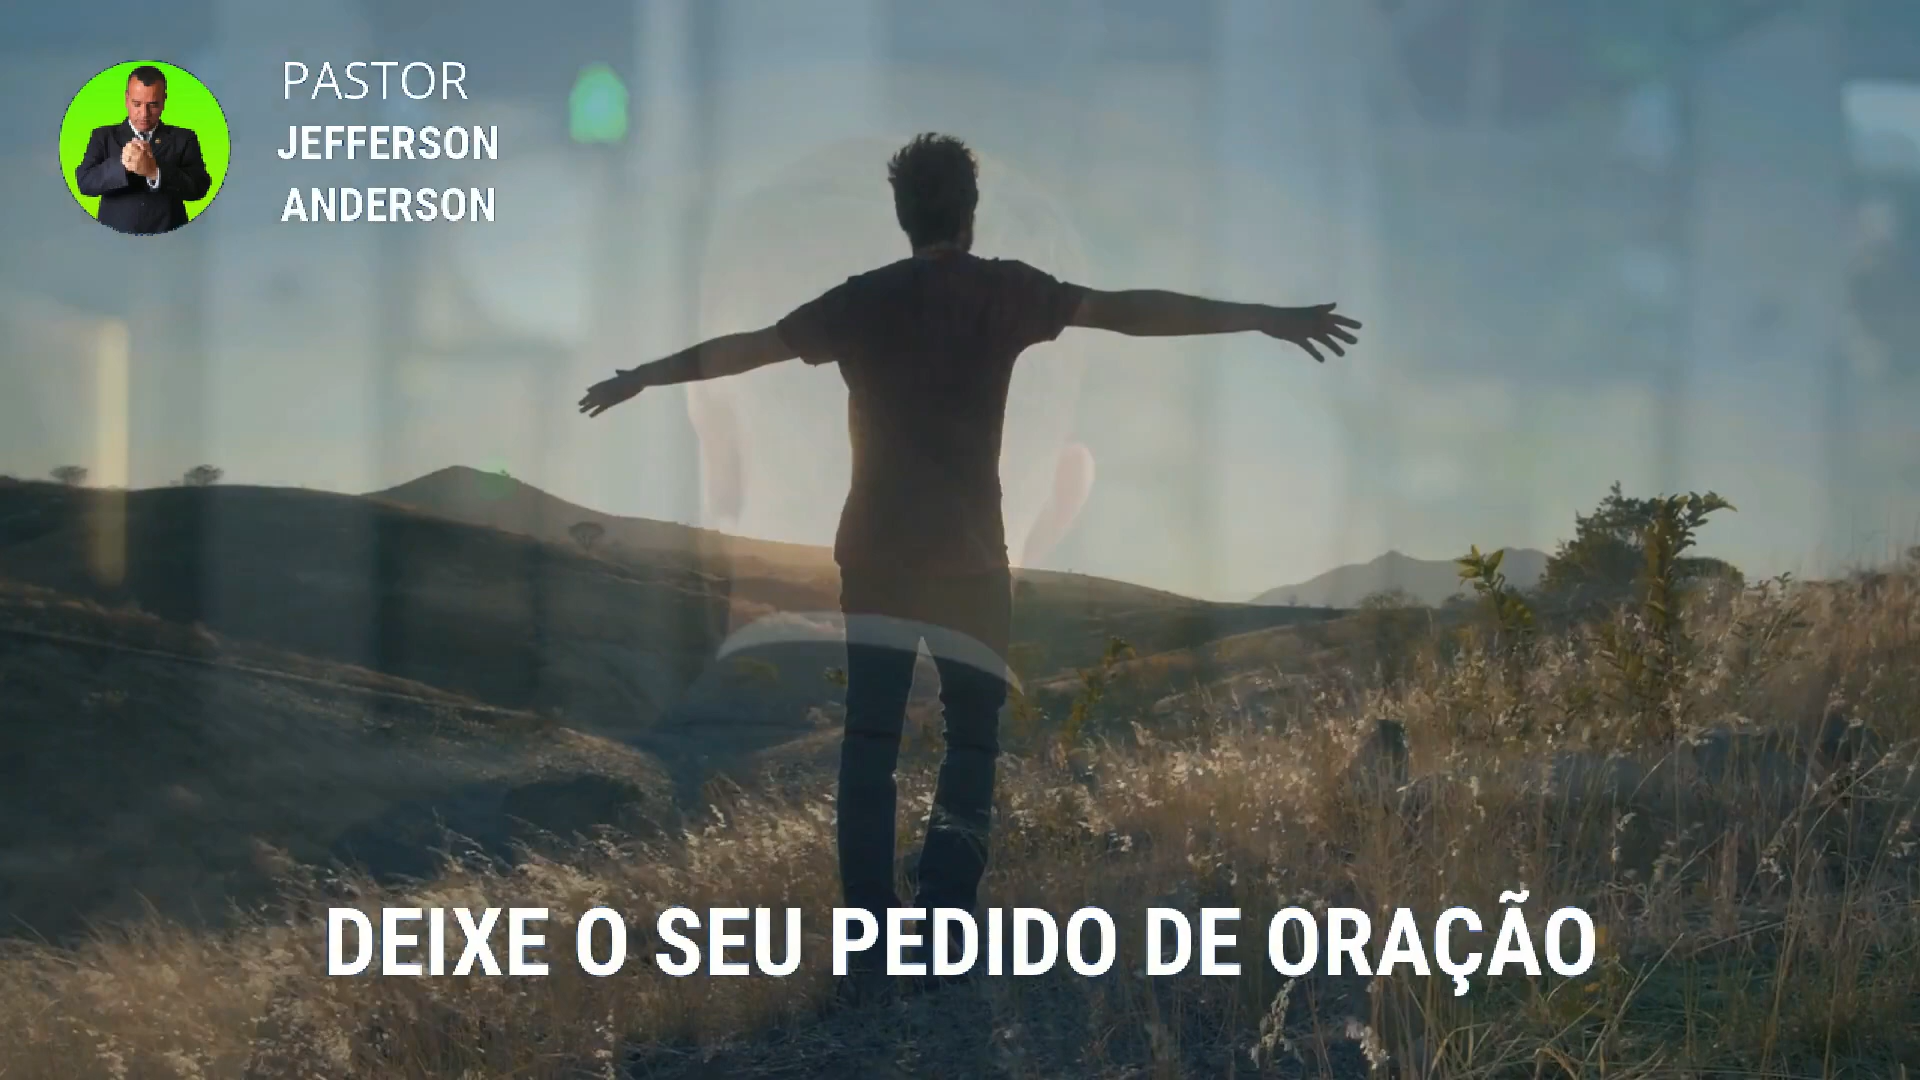 PASTOR
JEFFERSON
ANDERSON
DEIXE O SEU PEDIDO DE ORAÇÃO